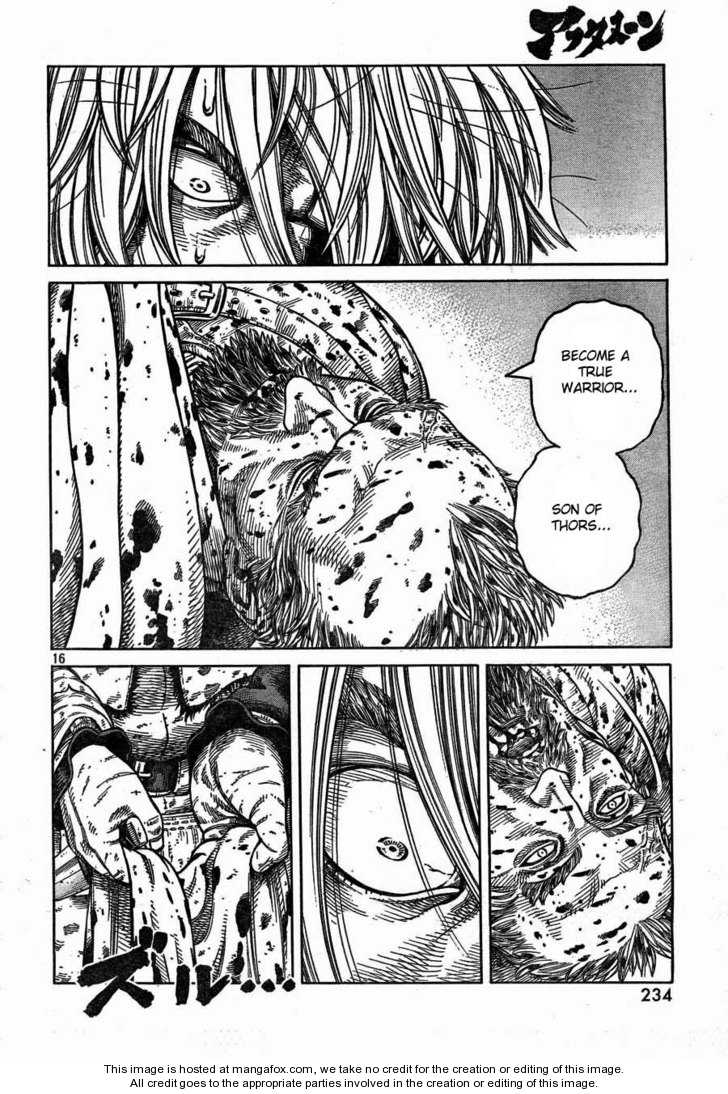 アフタヌーン
BECOME A
TRUE
WARRIOR...
SON OF
THORS...
16
ズル...
234
This image is hosted at mangafox.com, we take no credit for the creation or editing of this image.
All credit goes to the appropriate parties involved in the creation or editing of this image.